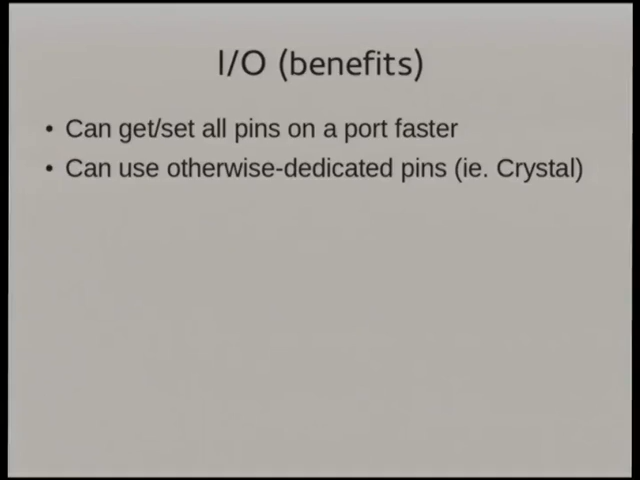 I/O (benefits)
• Can get/set all pins on a port faster
• Can use otherwise-dedicated pins (ie. Crystal)